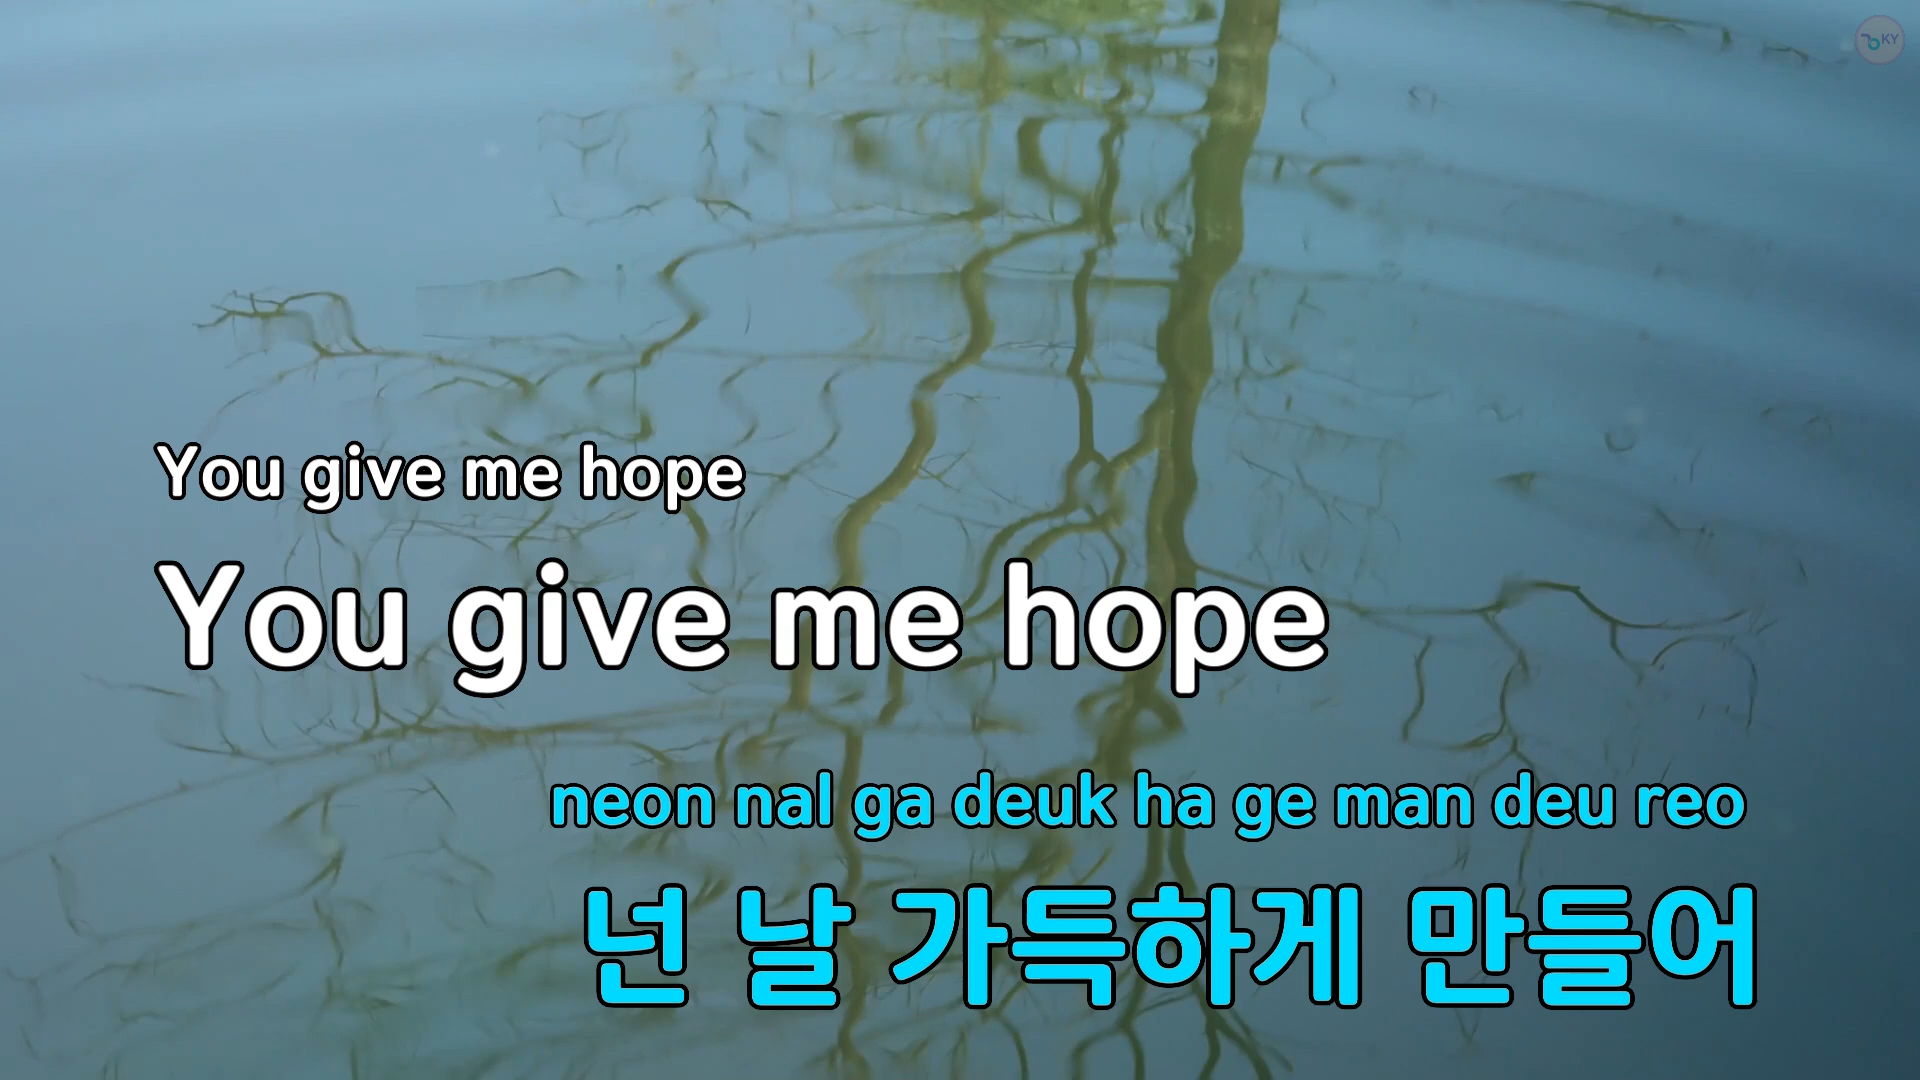 KY
You give me hope
You give me hope
neon nal ga deuk ha ge man deu reo
넌 날 가득하게 만들어